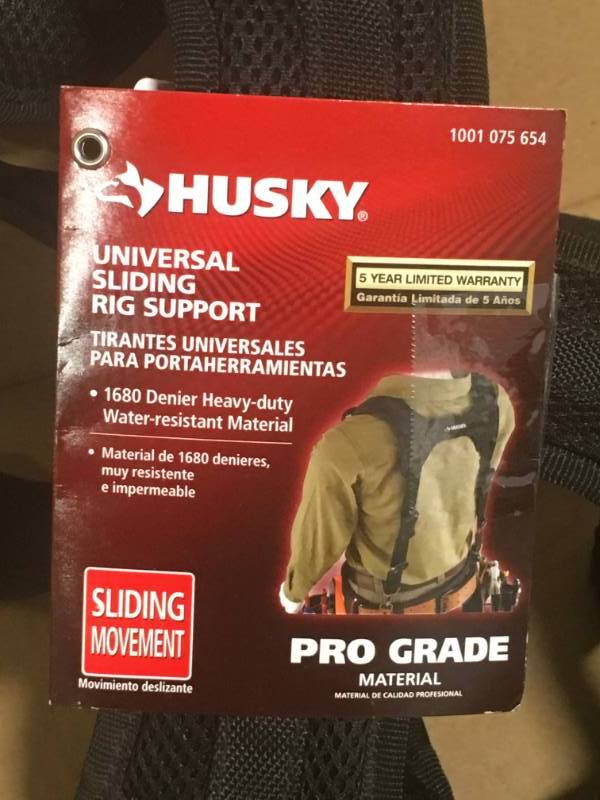 1001 075 654
HUSKY®
UNIVERSAL
SLIDING
RIG SUPPORT
5 YEAR LIMITED WARRANTY
Garantía Limitada de 5 Años
TIRANTES UNIVERSALES
PARA PORTAHERRAMIENTAS
• 1680 Denier Heavy-duty
Water-resistant Material
• Material de 1680 denieres,
muy resistente
e impermeable
HUSKY
SLIDING
MOVEMENT
Movimiento deslizante
PRO GRADE
MATERIAL
MATERIAL DE CALIDAD PROFESIONAL